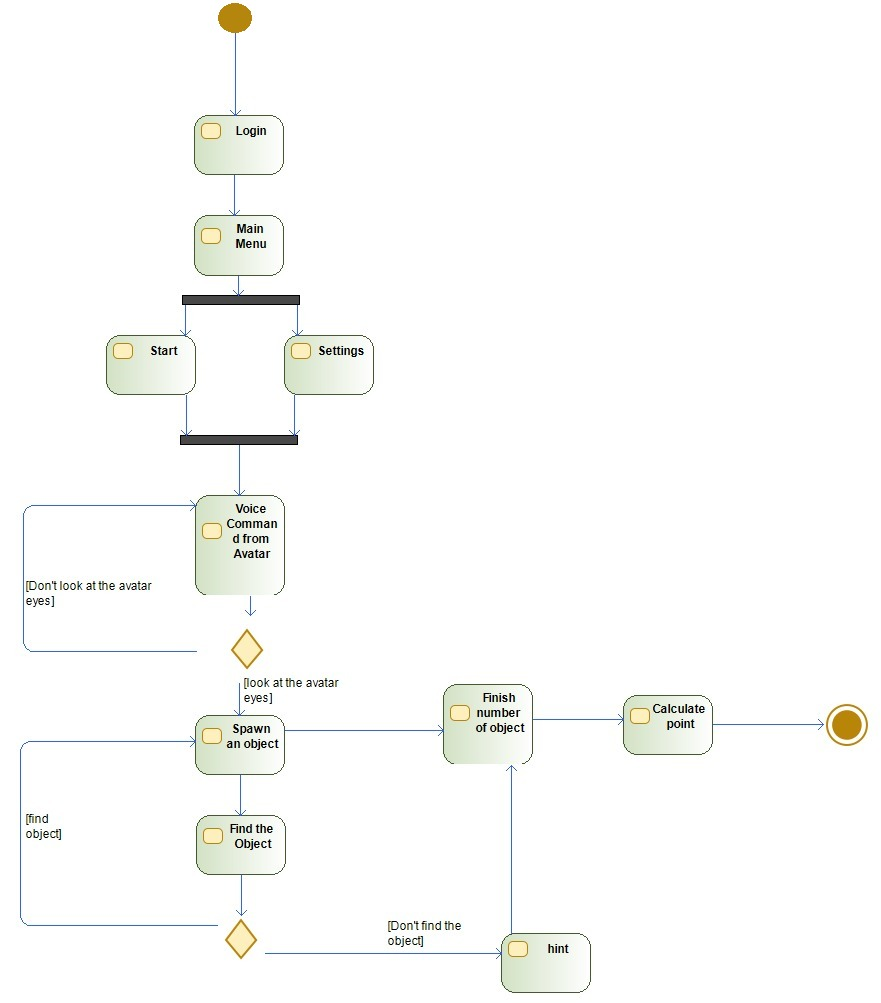 Login
Main
Menu
Start
Settings
Voice
Comman
d from
Avatar
[Don't look at the avatar
eyes]
[look at the avatar
eyes]
Spawn
an object
Finish
number
of object
Calculate
point
[find
object]
Find the
Object
[Don't find the
object]
hint